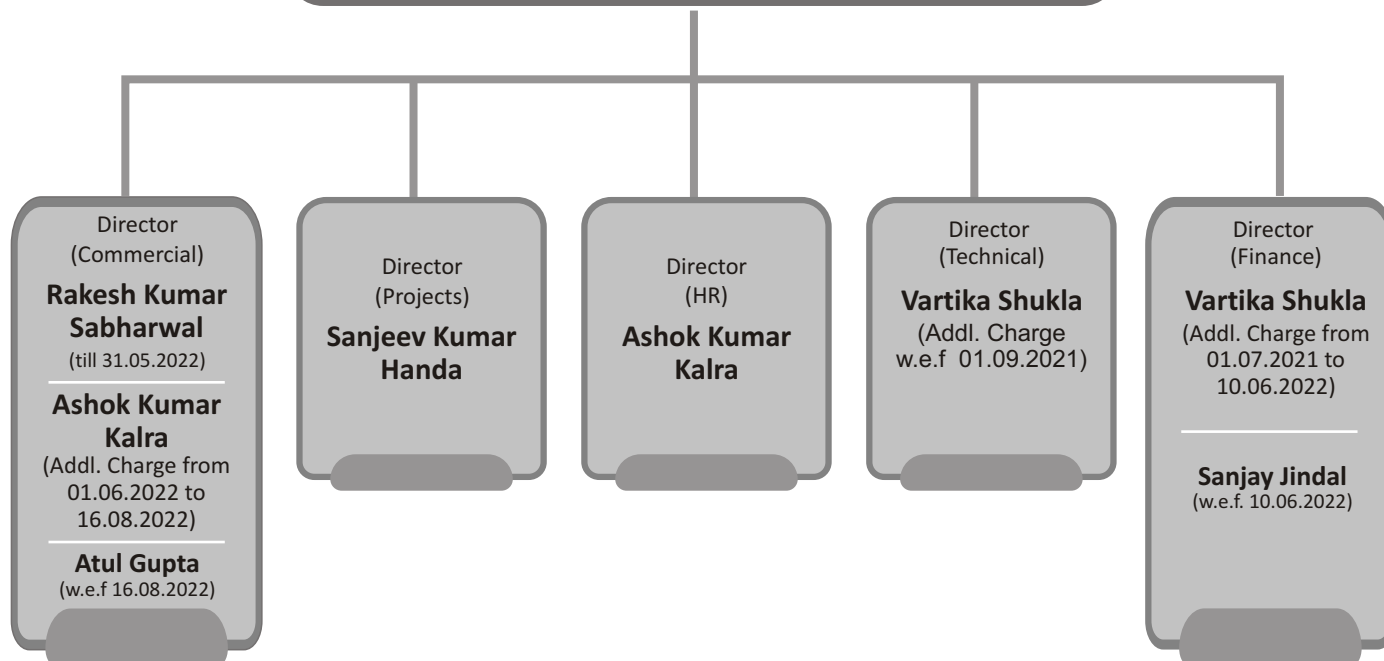 Director
(Commercial)
Rakesh Kumar
Sabharwal
(till 31.05.2022)
Ashok Kumar
Kalra
(Addl. Charge from
01.06.2022 to
16.08.2022)
Atul Gupta
(w.e.f 16.08.2022)
Director
(Projects)
Sanjeev Kumar
Handa
Director
(HR)
Ashok Kumar
Kalra
Director
(Technical)
Vartika Shukla
(Addl. Charge
w.e.f 01.09.2021)
Director
(Finance)
Vartika Shukla
(Addl. Charge from
01.07.2021 to
10.06.2022)
Sanjay Jindal
(w.e.f. 10.06.2022)